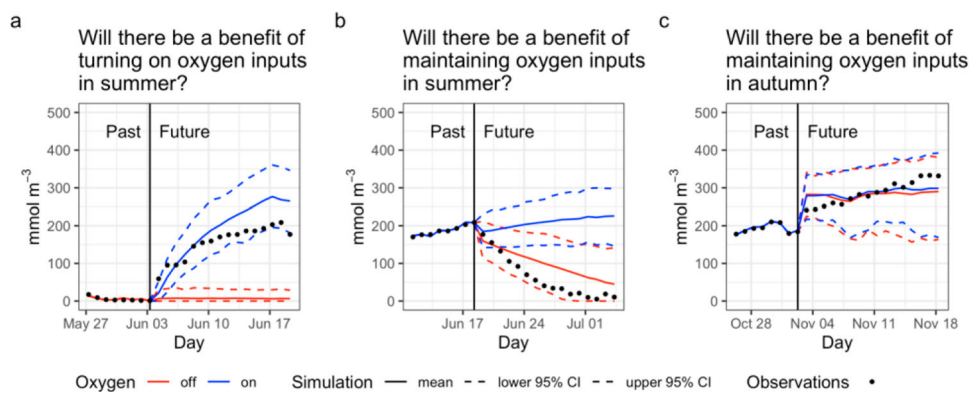 a
Will there be a benefit of
turning on oxygen inputs
in summer?
500
400
300
200
100
0
mmol m−3
Past
Future
May 27
Jun 03
Jun 10
Jun 17
Day
b
Will there be a benefit of
maintaining oxygen inputs
in summer?
500
400
300
200
100
0
mmol m−3
Past
Future
Jun 17
Jun 24
Jul 01
Day
c
Will there be a benefit of
maintaining oxygen inputs
in autumn?
500
400
300
200
100
0
mmol m−3
Past
Future
Oct 28
Nov 04
Nov 11
Nov 18
Day
Oxygen off on Simulation mean lower 95% CI upper 95% CI Observations